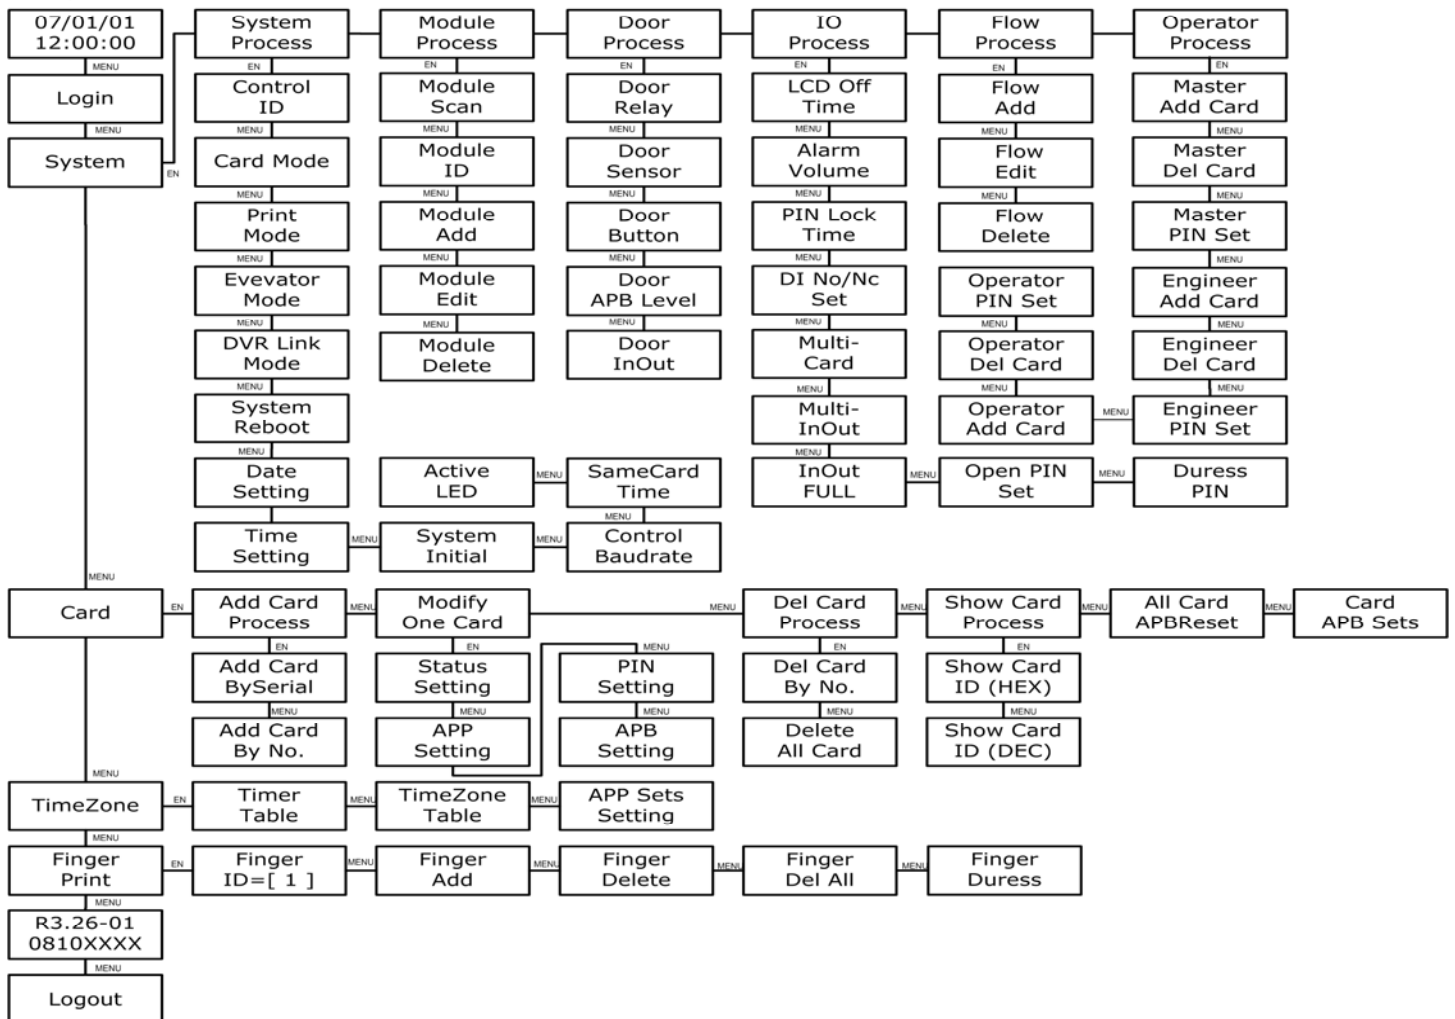 07/01/01
12:00:00
System
Process
Module
Process
Door
Process
IO
Process
Flow
Process
Operator
Process
MENU
EN
EN
EN
EN
EN
EN
Login
Control
ID
Module
Scan
Door
Relay
LCD Off
Time
Flow
Add
Master
Add Card
MENU
MENU
MENU
MENU
MENU
MENU
MENU
System
EN
Card Mode
Module
ID
Door
Sensor
Alarm
Volume
Flow
Edit
Master
Del Card
MENU
MENU
MENU
MENU
MENU
MENU
Print
Mode
Module
Add
Door
Button
PIN Lock
Time
Flow
Delete
Master
PIN Set
MENU
MENU
MENU
MENU
MENU
Evevator
Mode
Module
Edit
Door
APB Level
DI No/Nc
Set
Operator
PIN Set
Engineer
Add Card
MENU
MENU
MENU
MENU
MENU
MENU
DVR Link
Mode
Module
Delete
Door
InOut
Multi-
Card
Operator
Del Card
Engineer
Del Card
MENU
MENU
MENU
MENU
System
Reboot
Multi-
InOut
Operator
Add Card
MENU
Engineer
PIN Set
MENU
MENU
Date
Setting
Active
LED
MENU
SameCard
Time
InOut
FULL
MENU
Open PIN
Set
MENU
Duress
PIN
MENU
Time
Setting
MENU
System
Initial
MENU
Control
Baudrate
MENU
Card
EN
Add Card
Process
MENU
Modify
One Card
MENU
Del Card
Process
MENU
Show Card
Process
MENU
All Card
APBReset
MENU
Card
APB Sets
EN
EN
MENU
EN
EN
Add Card
BySerial
Status
Setting
PIN
Setting
Del Card
By No.
Show Card
ID (HEX)
MENU
MENU
MENU
MENU
MENU
Add Card
By No.
APP
Setting
APB
Setting
Delete
All Card
Show Card
ID (DEC)
MENU
TimeZone
EN
Timer
Table
MENU
TimeZone
Table
MENU
APP Sets
Setting
MENU
Finger
Print
EN
Finger
ID=[ 1 ]
MENU
Finger
Add
MENU
Finger
Delete
MENU
Finger
Del All
MENU
Finger
Duress
MENU
R3.26-01
0810XXXX
MENU
Logout